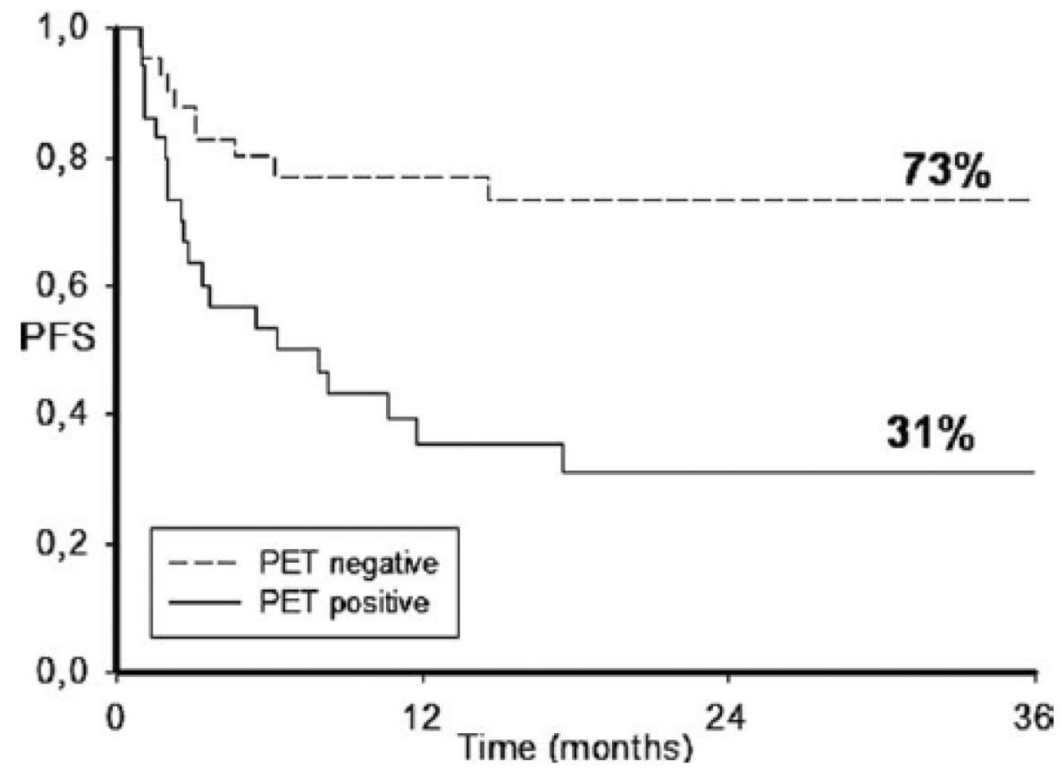 1,0
0,8
73%
0,6
PFS
0,4
31%
0,2
PET negative
PET positive
0,0
0 12 24 36
Time (months)